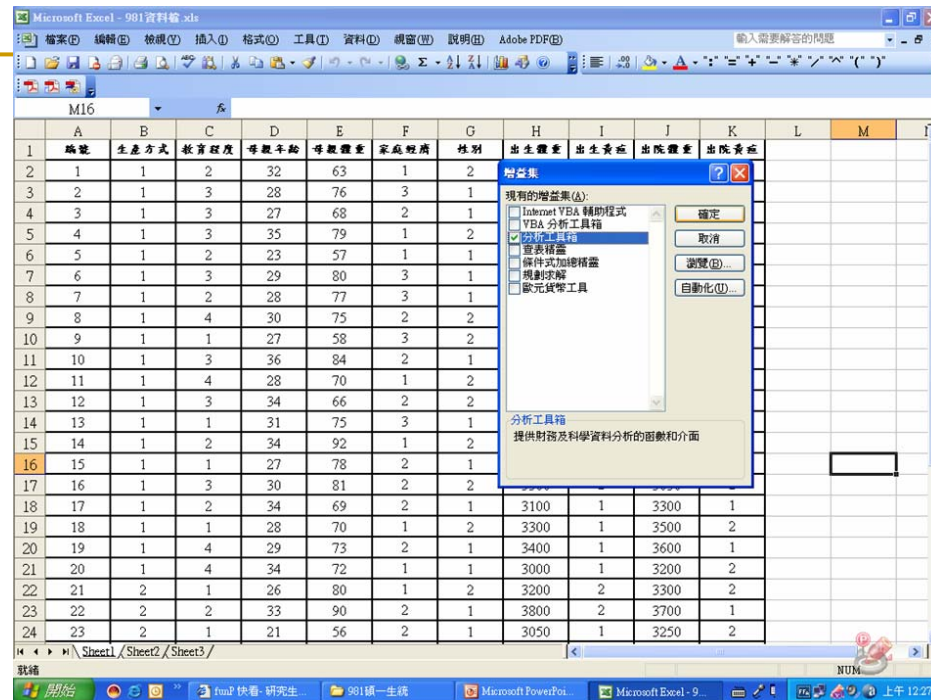 Microsoft Excel - 981資料檔.xls
檔案(F) 編輯(E) 檢視(V) 插入(I) 格式(O) 工具(T) 資料(D) 視窗(W) 說明(H) Adobe PDF(B) 輸入需要解答的問題
M16 fx
A B C D E F G H I J K L M
1 編號 生產方式 教育程度 母親年齡 母親體重 家庭經濟 性別 出生體重 出生黃疸 出院體重 出院黃疸
2 1 1 2 32 63 1 2
3 2 1 3 28 76 3 1
4 3 1 3 27 68 2 1
5 4 1 3 35 79 1 2
6 5 1 2 23 57 1 1
7 6 1 3 29 80 3 1
8 7 1 2 28 77 3 1
9 8 1 4 30 75 2 2
10 9 1 1 27 58 3 2
11 10 1 3 36 84 2 1
12 11 1 4 28 70 1 2
13 12 1 3 34 66 2 2
14 13 1 1 31 75 3 1
15 14 1 2 34 92 1 2
16 15 1 1 27 78 2 1
17 16 1 3 30 81 2 2
18 17 1 2 34 69 2 1 3100 1 3300 1
19 18 1 1 28 70 1 2 3300 1 3500 2
20 19 1 4 29 73 2 1 3400 1 3600 1
21 20 1 4 34 72 1 1 3000 1 3200 2
22 21 2 1 26 80 1 2 3200 2 3300 2
23 22 2 2 33 90 2 1 3800 2 3700 1
24 23 2 1 21 56 2 1 3050 1 3250 2
增益集
現有的增益集(A):
Internet VBA 輔助程式
VBA 分析工具箱
分析工具箱
查表精靈
條件式加總精靈
規劃求解
歐元貨幣工具
確定
取消
瀏覽(B)...
自動化(U)...
分析工具箱
提供財務及科學資料分析的函數和介面
Sheet1 Sheet2 Sheet3
就緒 NUM
開始 funP 快看- 研究生... 981碩一生統 Microsoft PowerPoi... Microsoft Excel - 9... 上午 12:27